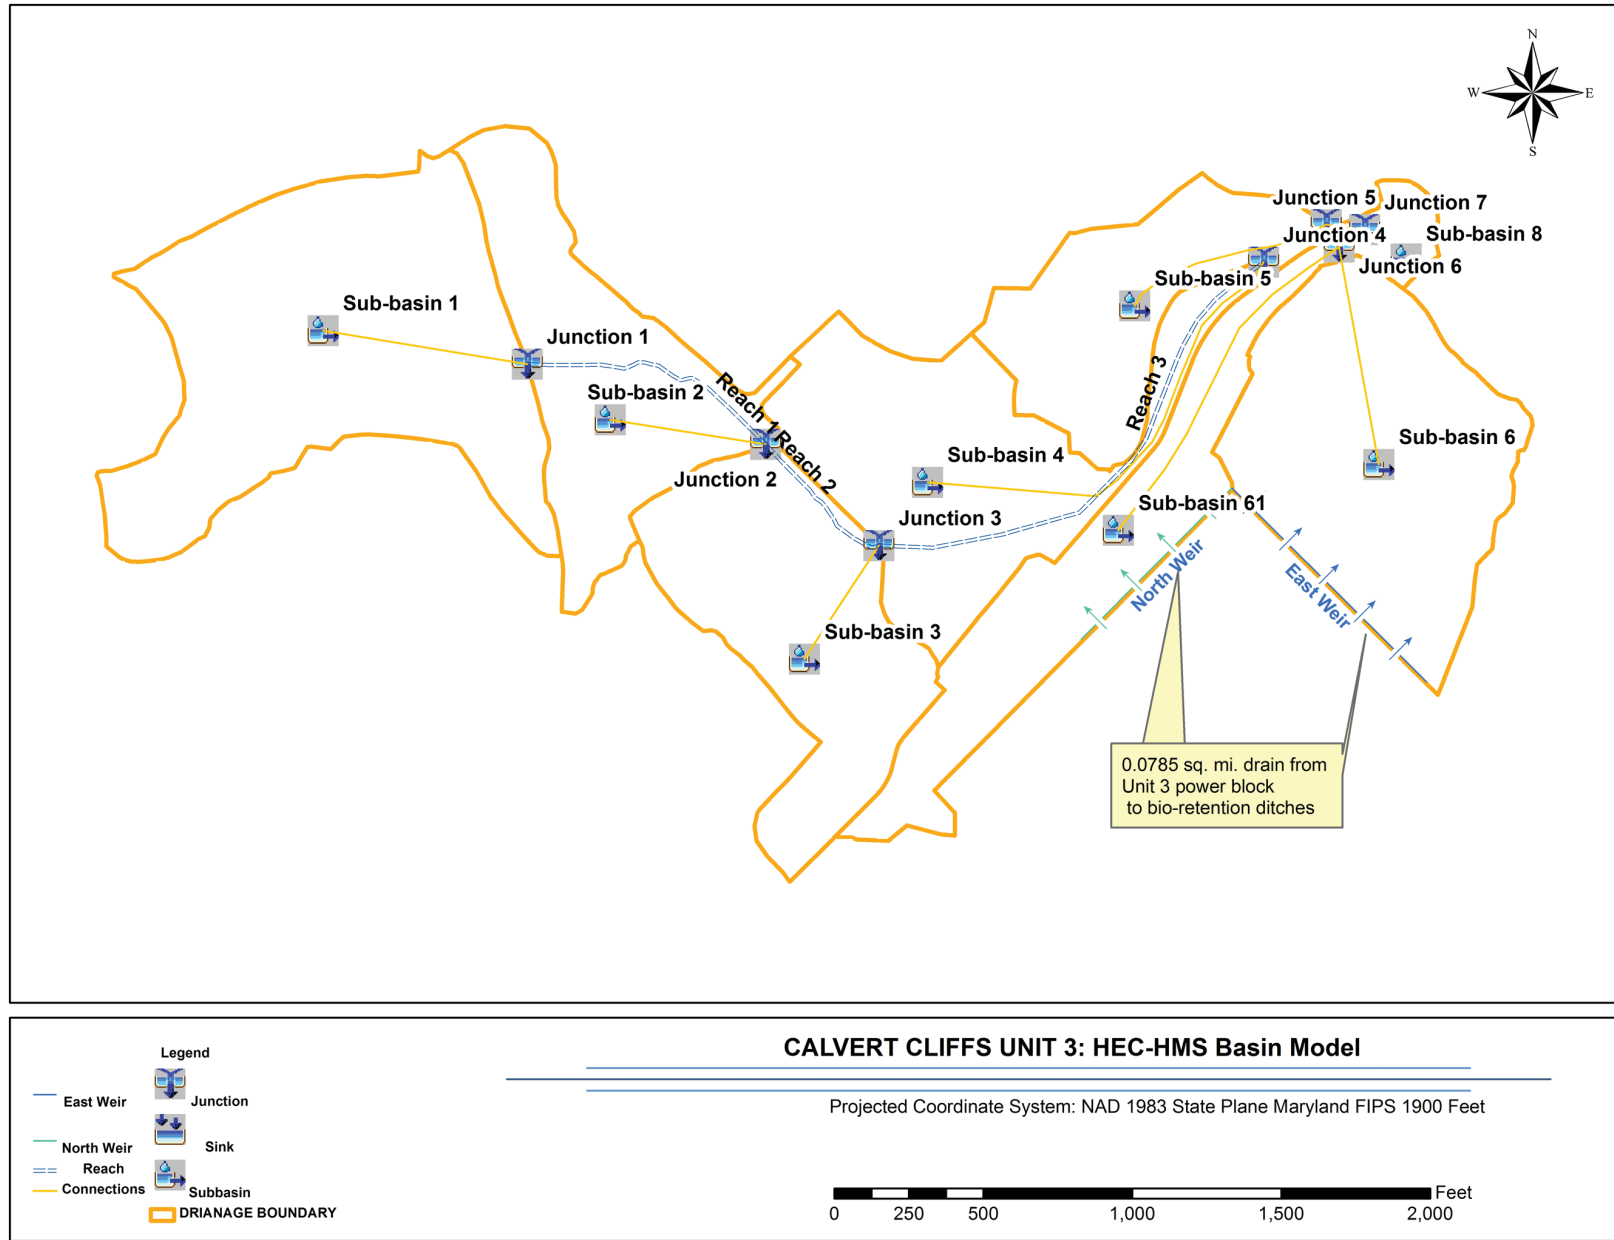 N
W
E
S
Junction 5
Junction 7
Junction 4
Sub-basin 8
Junction 6
Sub-basin 5
Sub-basin 1
Junction 1
Reach 3
Sub-basin 2
Reach 1
Reach 2
Sub-basin 4
Sub-basin 6
Junction 2
Junction 3
Sub-basin 61
North Weir
East Weir
Sub-basin 3
0.0785 sq. mi. drain from
Unit 3 power block
to bio-retention ditches
CALVERT CLIFFS UNIT 3: HEC-HMS Basin Model
Projected Coordinate System: NAD 1983 State Plane Maryland FIPS 1900 Feet
Legend
East Weir
Junction
North Weir
Sink
Reach
Connections
Subbasin
DRIANAGE BOUNDARY
Feet
0 250 500 1,000 1,500 2,000